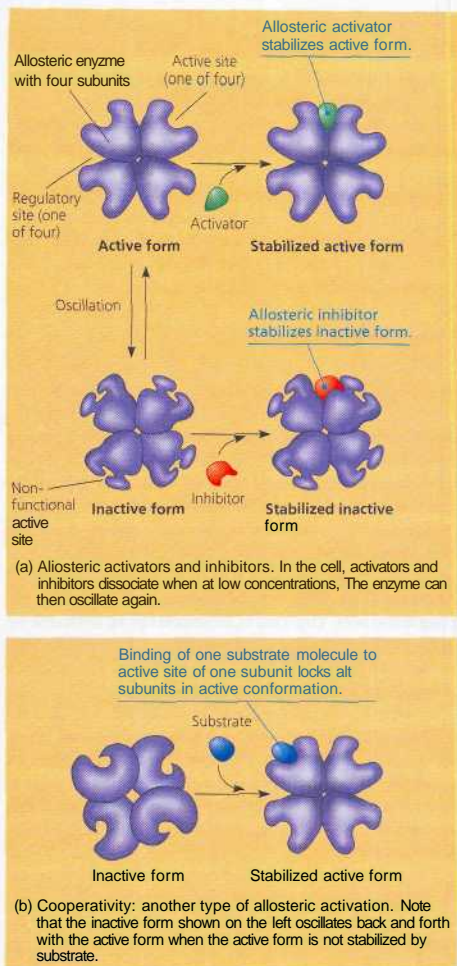 Allosteric activator
stabilizes active form.
Allosteric enyzme
with four subunits
Active site
(one of four)
Regulatory
site (one
of four)
Activator
Active form
Stabilized active form
Oscillation
Allosteric inhibitor
stabilizes inactive form.
Non-
functional
active
site
Inactive form
Inhibitor
Stabilized inactive
form
(a) Aliosteric activators and inhibitors. In the cell, activators and
inhibitors dissociate when at low concentrations, The enzyme can
then oscillate again.
Binding of one substrate molecule to
active site of one subunit locks alt
subunits in active conformation.
Substrate
Inactive form
Stabilized active form
(b) Cooperativity: another type of allosteric activation. Note
that the inactive form shown on the left oscillates back and forth
with the active form when the active form is not stabilized by
substrate.